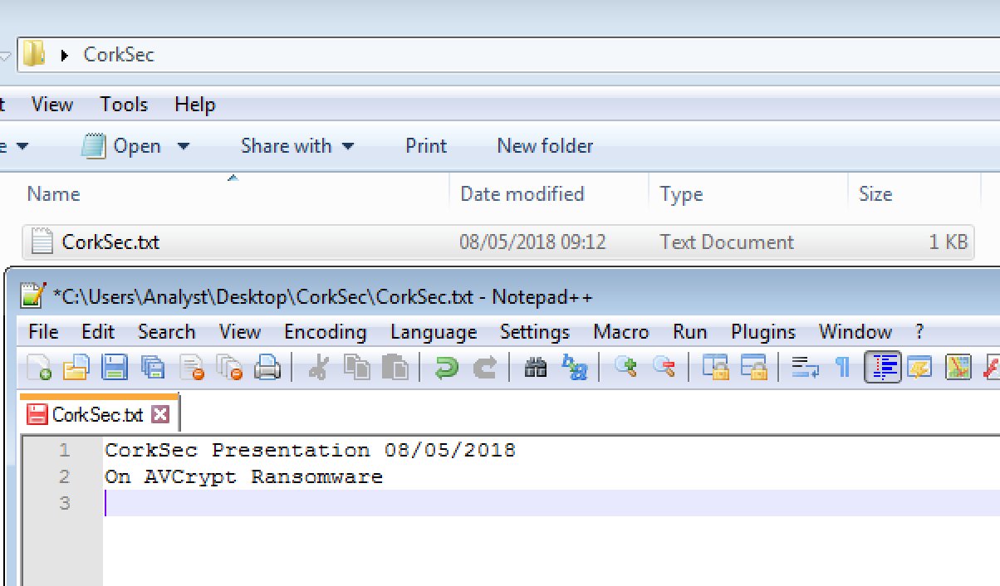 CorkSec
t View Tools Help
e Open Share with Print New folder
Name Date modified Type Size
CorkSec.txt 08/05/2018 09:12 Text Document 1 KB
*C:\Users\Analyst\Desktop\CorkSec\CorkSec.txt - Notepad++
File Edit Search View Encoding Language Settings Macro Run Plugins Window ?
CorkSec.txt
1 CorkSec Presentation 08/05/2018
2 On AVCrypt Ransomware
3